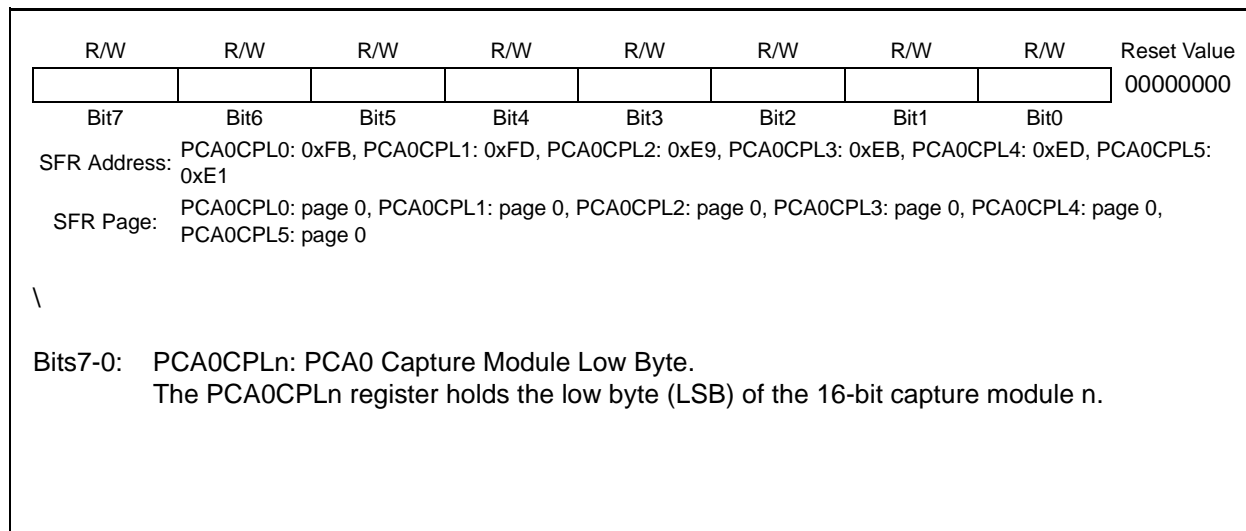 R/W R/W R/W R/W R/W R/W R/W R/W Reset Value
00000000
Bit7 Bit6 Bit5 Bit4 Bit3 Bit2 Bit1 Bit0
SFR Address: PCA0CPL0: 0xFB, PCA0CPL1: 0xFD, PCA0CPL2: 0xE9, PCA0CPL3: 0xEB, PCA0CPL4: 0xED, PCA0CPL5:
0xE1
SFR Page: PCA0CPL0: page 0, PCA0CPL1: page 0, PCA0CPL2: page 0, PCA0CPL3: page 0, PCA0CPL4: page 0,
PCA0CPL5: page 0
\
Bits7-0: PCA0CPLn: PCA0 Capture Module Low Byte.
The PCA0CPLn register holds the low byte (LSB) of the 16-bit capture module n.